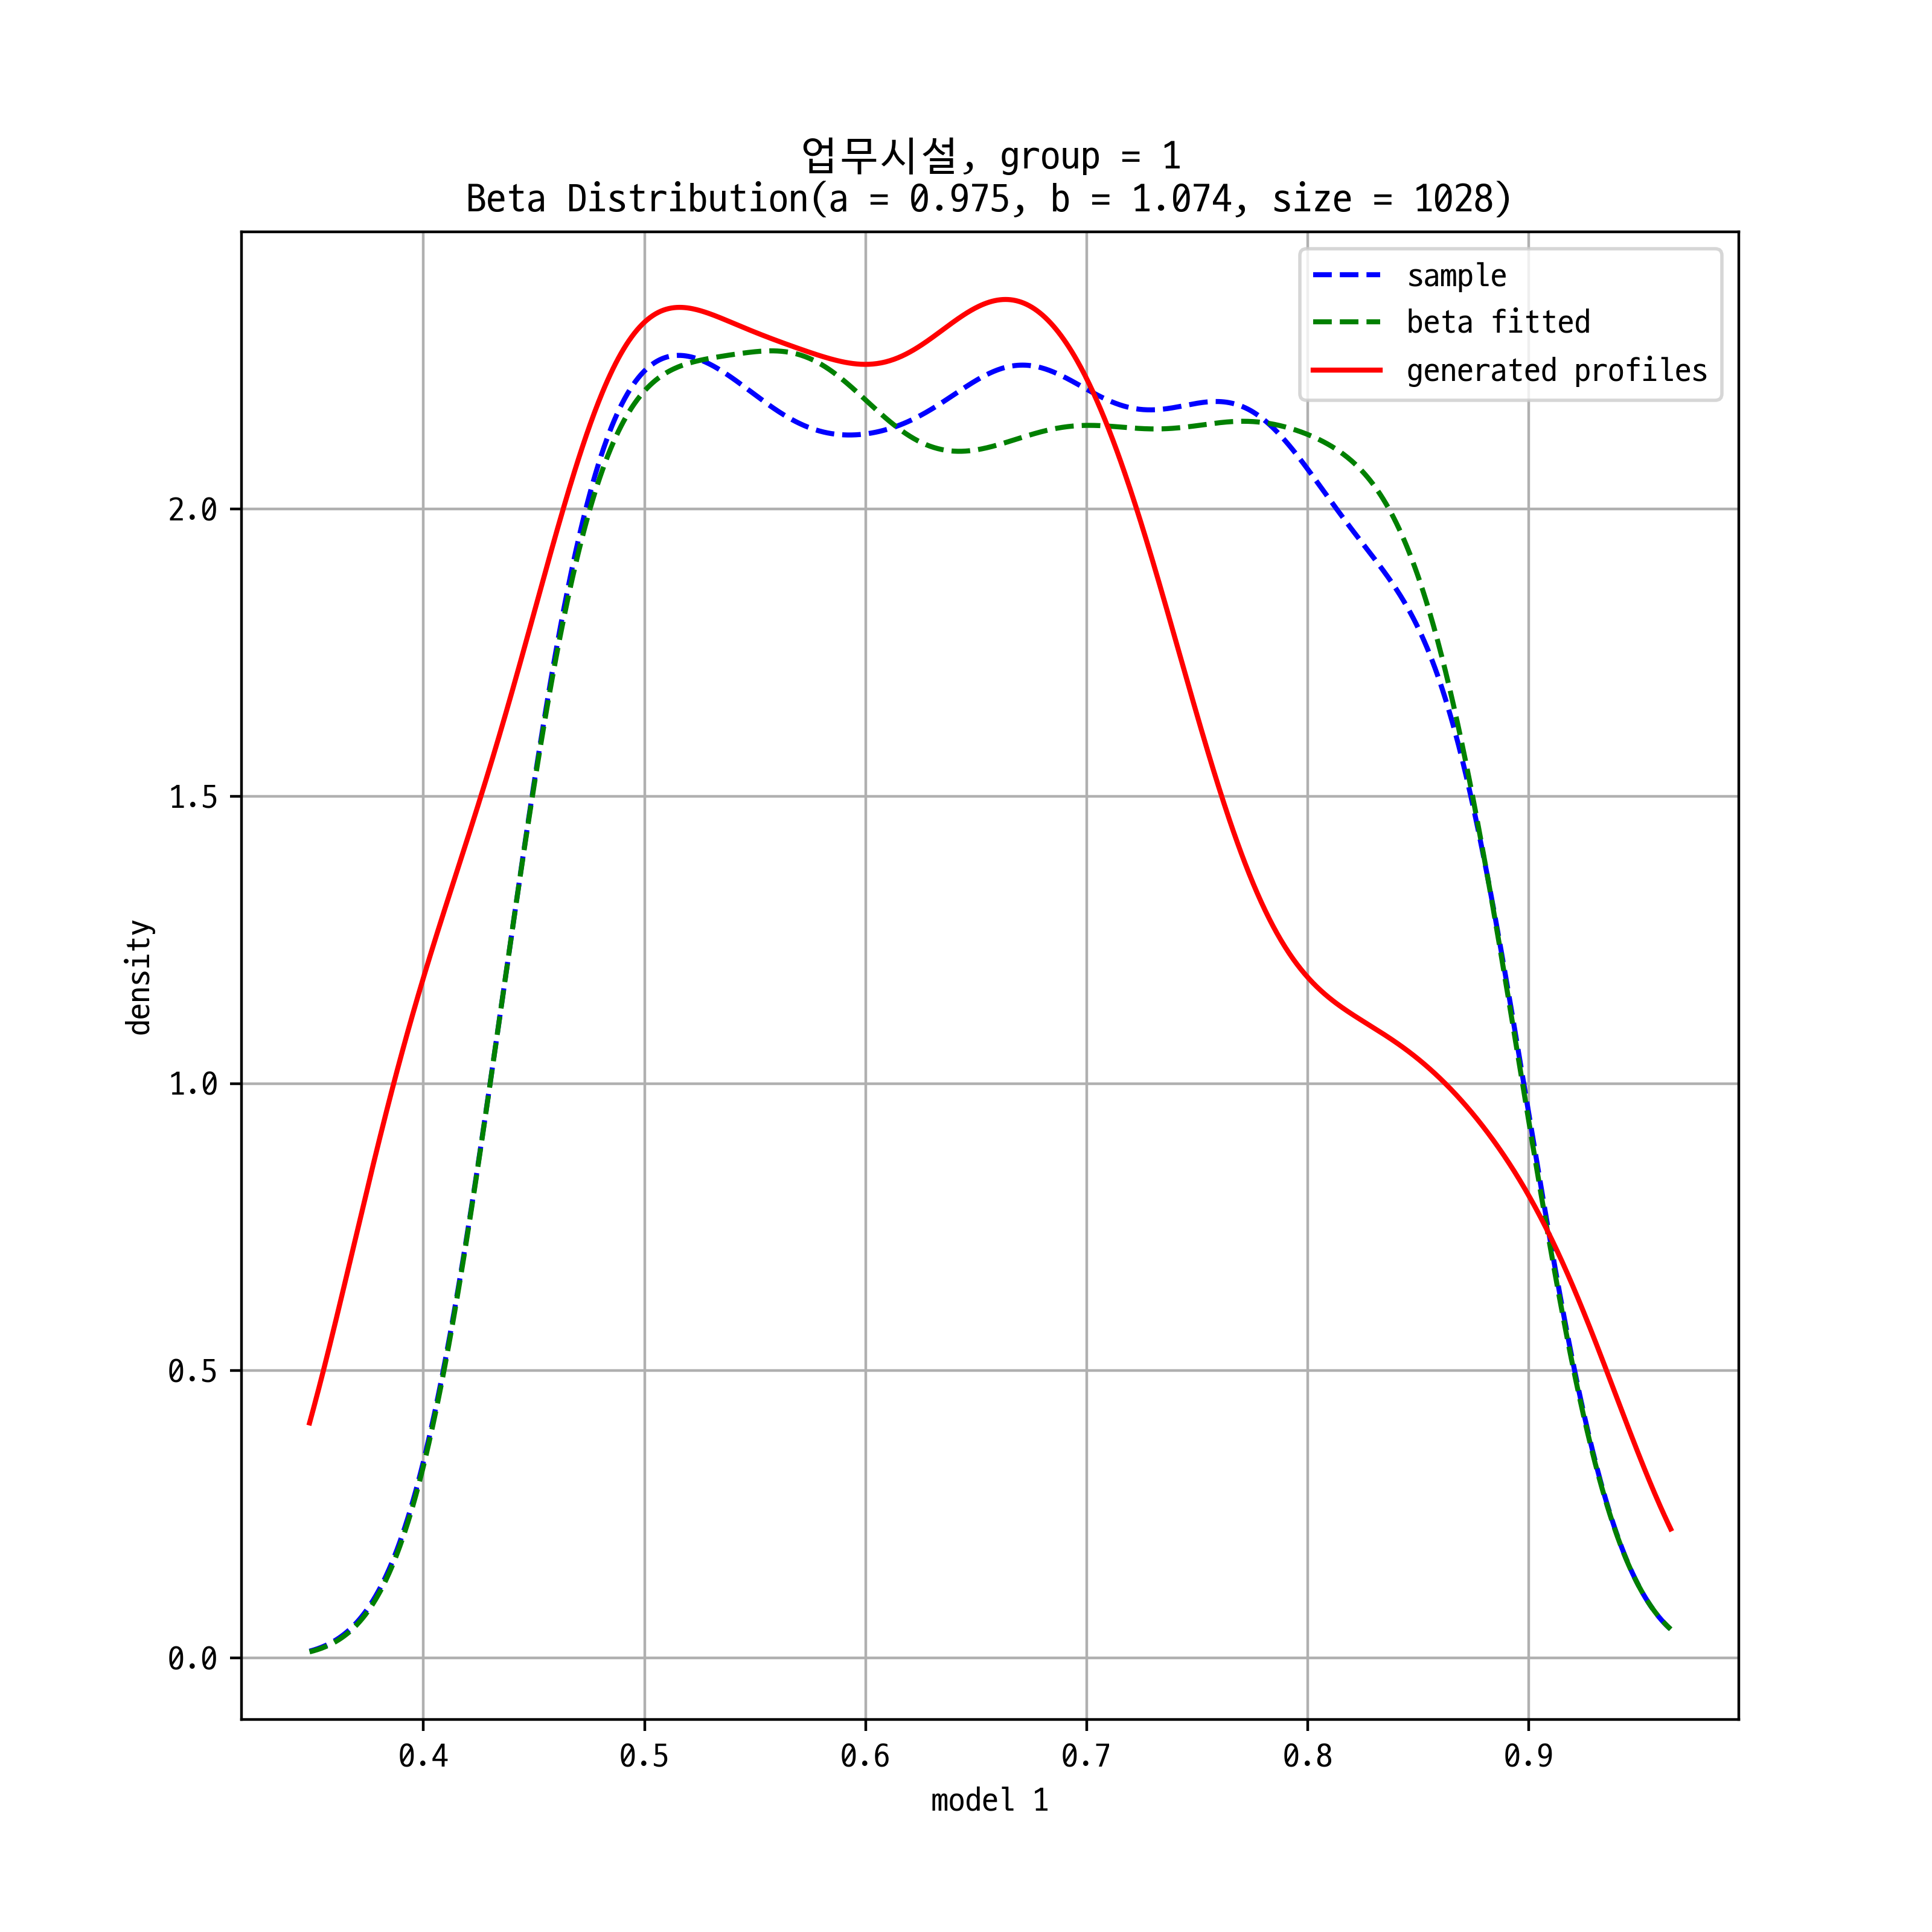 업무시설, group = 1
Beta Distribution(a = 0.975, b = 1.074, size = 1028)
sample
beta fitted
generated profiles
density
2.0
1.5
1.0
0.5
0.0
0.4 0.5 0.6 0.7 0.8 0.9
model 1